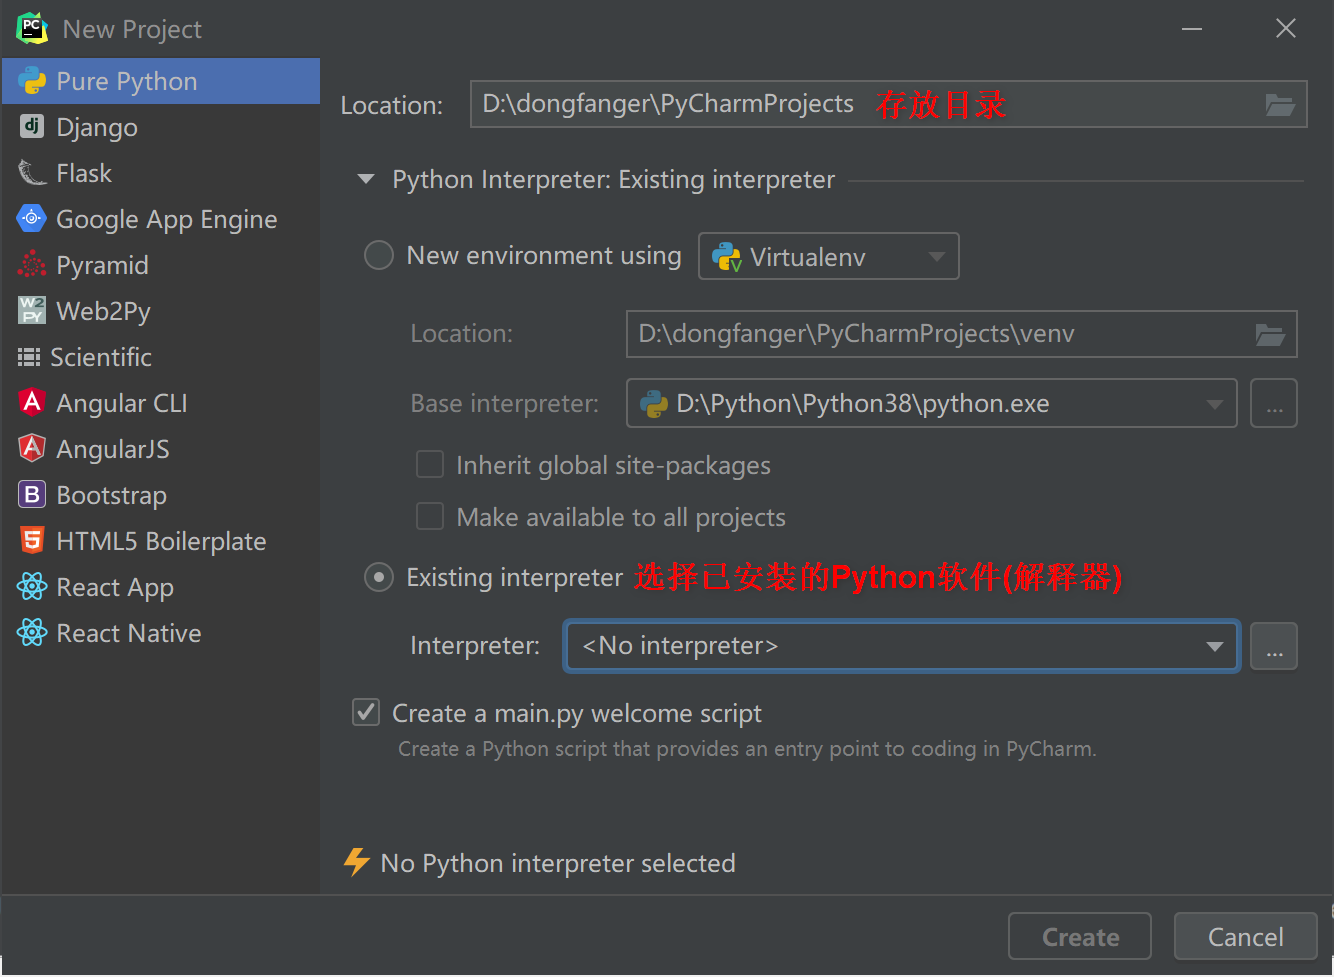 PC New Project
Pure Python
dj Django
Flask
Google App Engine
Pyramid
W2 PY Web2Py
Scientific
A Angular CLI
A AngularJS
B Bootstrap
5 HTML5 Boilerplate
React App
React Native
Location: D:\dongfanger\PyCharmProjects 存放目录
Python Interpreter: Existing interpreter
New environment using V Virtualenv
Location: D:\dongfanger\PyCharmProjects\venv
Base interpreter: D:\Python\Python38\python.exe ...
Inherit global site-packages
Make available to all projects
Existing interpreter 选择已安装的Python软件(解释器)
Interpreter: <No interpreter> ...
Create a main.py welcome script
Create a Python script that provides an entry point to coding in PyCharm.
No Python interpreter selected
Create Cancel